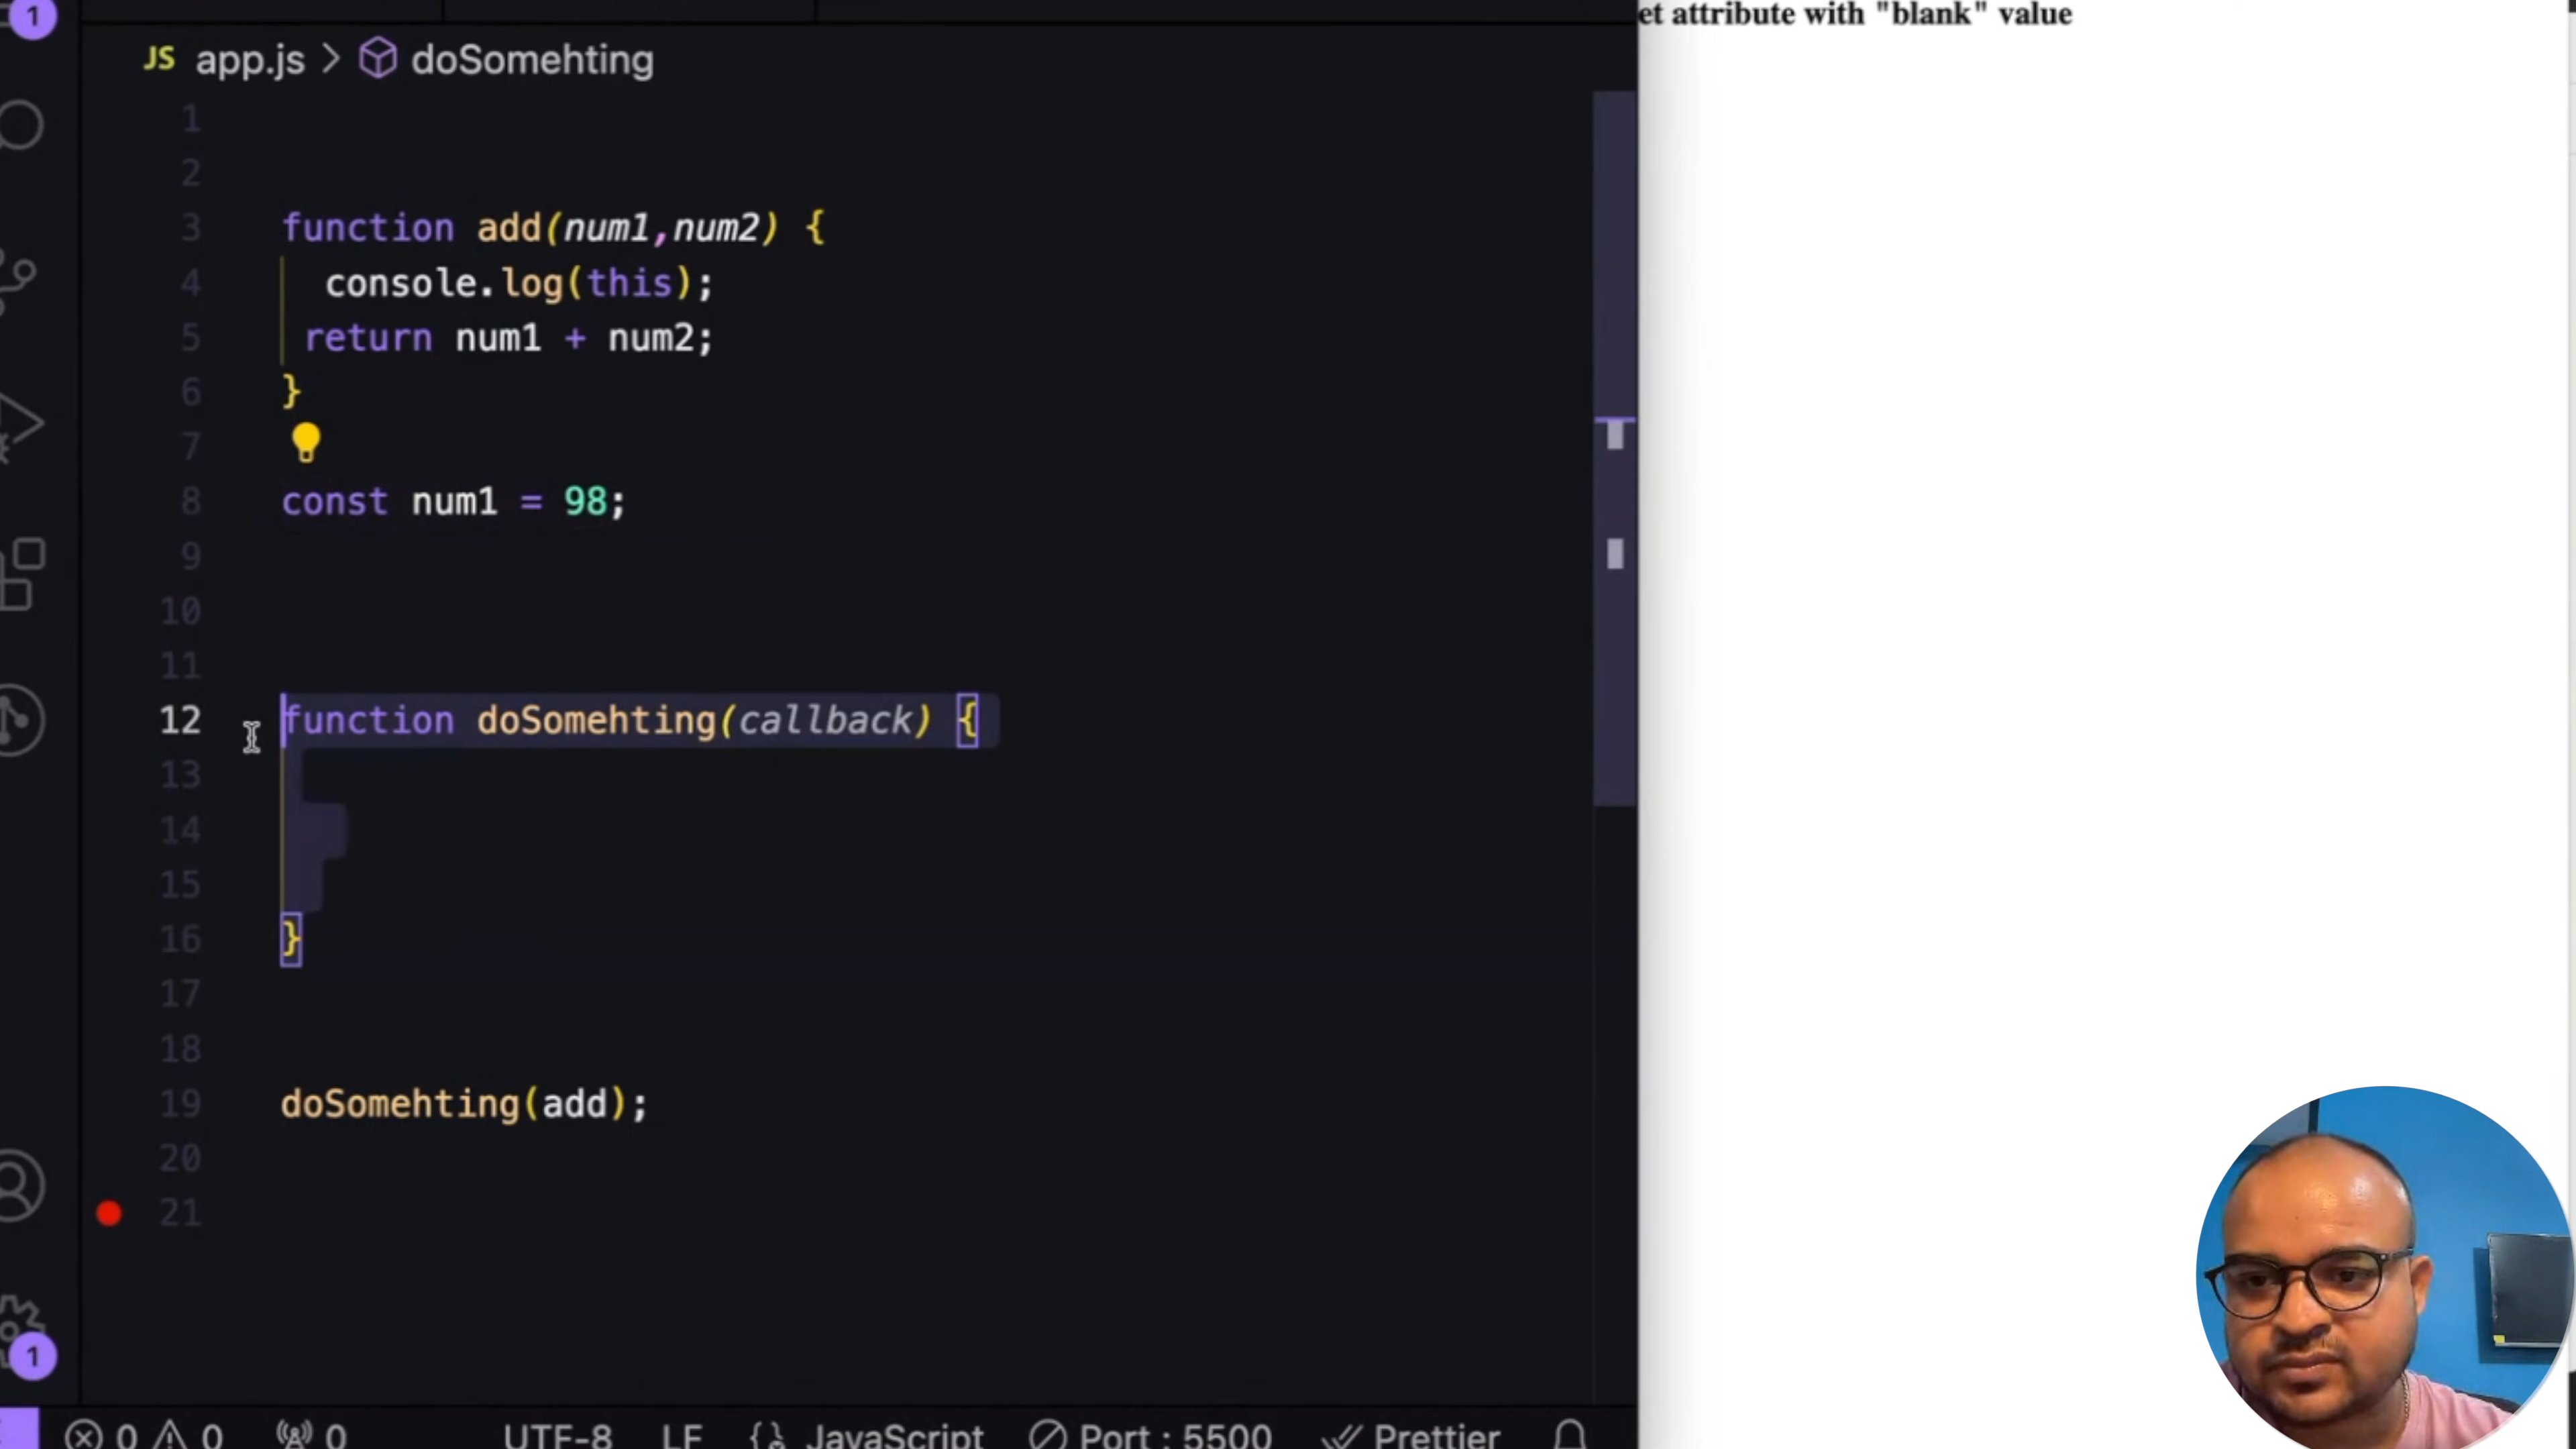 1
et attribute with "blank" value
JS app.js > doSomehting
1
2
3 function add(num1,num2) {
4 console.log(this);
5 return num1 + num2;
6 }
7
8 const num1 = 98;
9
10
11
12 function doSomehting(callback) {
13
14
15
16 }
17
18
19 doSomehting(add);
20
21
1
0 0 0 UTF-8 LF {} JavaScript Port : 5500 Prettier